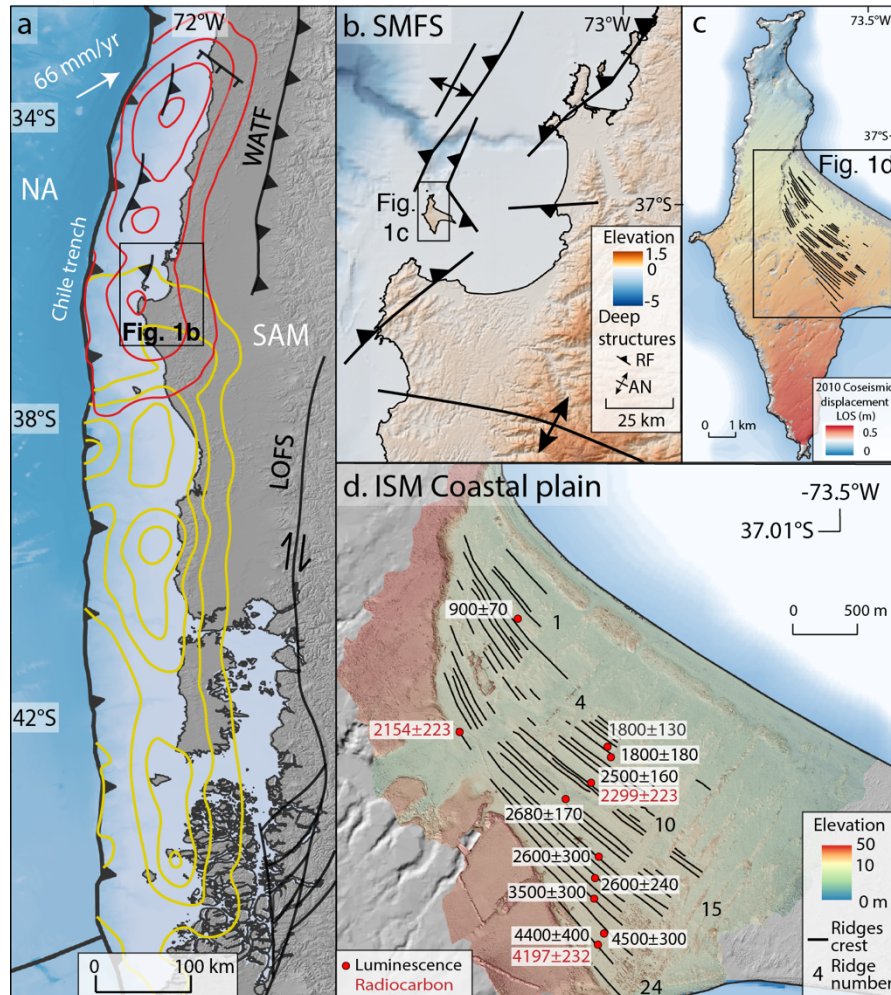 a
72°W
66 mm/yr
34°S
NA
WATF
Chile trench
Fig. 1b
SAM
38°S
LOFS
42°S
0 100 km
b. SMFS
73°W
37°S
Fig.
1c
Elevation
1.5
0
-5
Deep
structures
RF
AN
25 km
c
73.5°W
37°S
Fig. 1d
2010 Coseismic
displacement
LOS (m)
0.5
0
0 1 km
d. ISM Coastal plain
-73.5°W
37.01°S
0 500 m
900±70
1
4
2154±223
1800±130
1800±180
2500±160
2299±223
2680±170
10
2600±300
2600±240
3500±300
15
4400±400
4500±300
4197±232
24
Luminescence
Radiocarbon
Elevation
50
10
0 m
Ridges
crest
4 Ridge
number